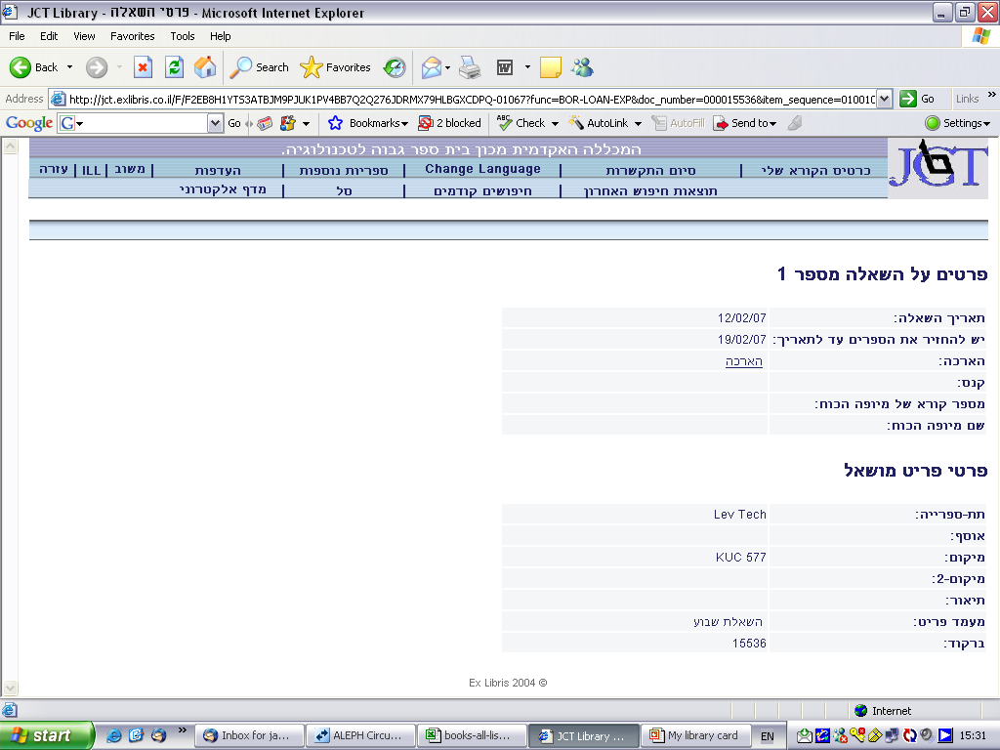 JCT Library - פרטי השאלה - Microsoft Internet Explorer
File Edit View Favorites Tools Help
Back Search Favorites
Address http://jct.exlibris.co.il/F/F2EB8H1YTS3ATBJM9PJUK1PV4BB7Q2Q276JDRMX79HLBGXCDPQ-01067?func=BOR-LOAN-EXP&doc_number=000015536&item_sequence=010010 Go Links »
Google G Go Bookmarks 2 blocked Check AutoLink AutoFill Send to Settings
המכללה האקדמית מכון בית ספר גבוה לטכנולוגיה.
כרטיס הקורא שלי | סיום התקשרות | Change Language | ספריות נוספות | העדפות | משוב | ILL | עזרה
תוצאות חיפוש האחרון | חיפושים קודמים | סל | מדף אלקטרוני
JCT
פרטים על השאלה מספר 1
תאריך השאלה: 12/02/07
יש להחזיר את הספרים עד לתאריך: 19/02/07
הארכה: הארכה
קנס:
מספר קורא של מיופה הכוח:
שם מיופה הכוח:
פרטי פריט מושאל
תת-ספרייה: Lev Tech
אוסף:
מיקום: KUC 577
מיקום-2:
תיאור:
מעמד פריט: השאלת שבוע
ברקוד: 15536
Ex Libris 2004 ©
Internet
start » Inbox for ja... ALEPH Circu... books-all-lis... JCT Library ... My library card EN 15:31